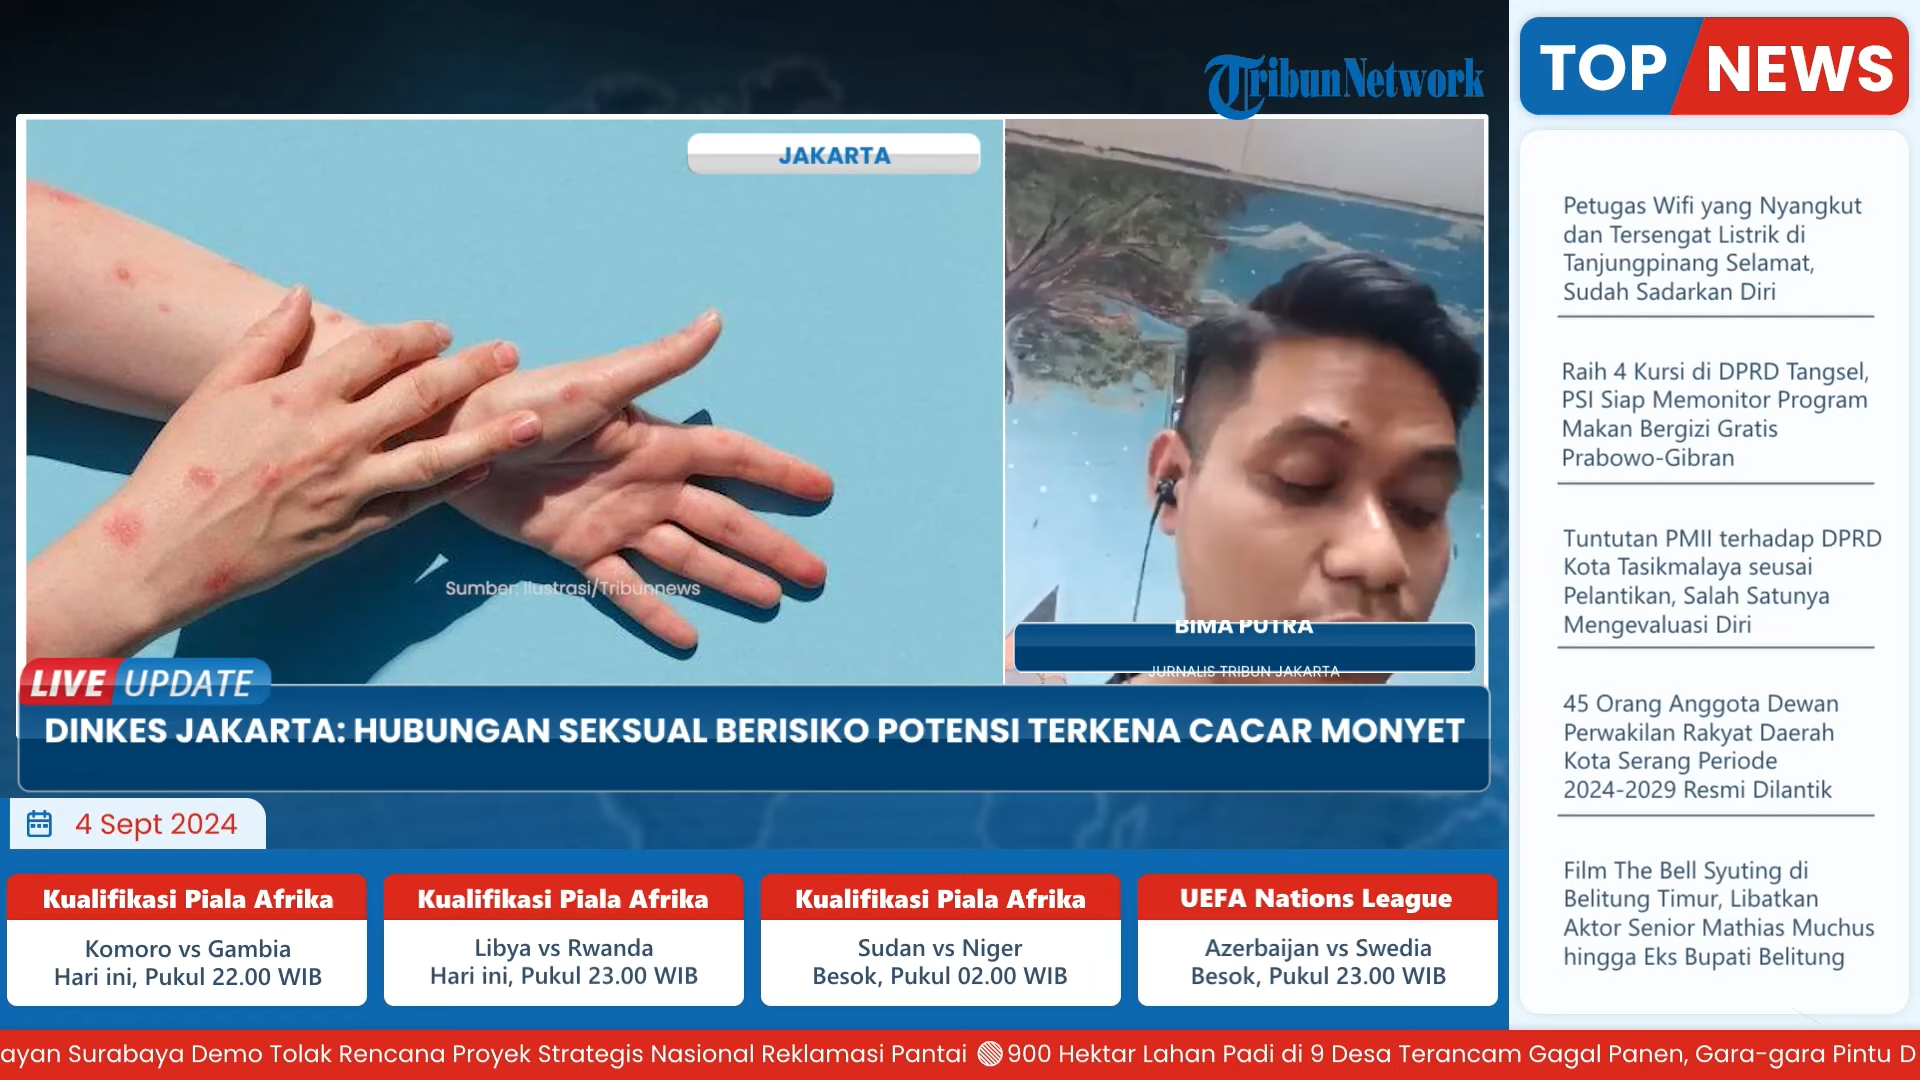 TribunNetwork
TOP NEWS
JAKARTA
Sumber: Ilustrasi/Tribunnews
BIMA PUTRA
JURNALIS TRIBUN JAKARTA
LIVE UPDATE
DINKES JAKARTA: HUBUNGAN SEKSUAL BERISIKO POTENSI TERKENA CACAR MONYET
4 Sept 2024
Kualifikasi Piala Afrika
Komoro vs Gambia
Hari ini, Pukul 22.00 WIB
Kualifikasi Piala Afrika
Libya vs Rwanda
Hari ini, Pukul 23.00 WIB
Kualifikasi Piala Afrika
Sudan vs Niger
Besok, Pukul 02.00 WIB
UEFA Nations League
Azerbaijan vs Swedia
Besok, Pukul 23.00 WIB
Petugas Wifi yang Nyangkut
dan Tersengat Listrik di
Tanjungpinang Selamat,
Sudah Sadarkan Diri
Raih 4 Kursi di DPRD Tangsel,
PSI Siap Memonitor Program
Makan Bergizi Gratis
Prabowo-Gibran
Tuntutan PMII terhadap DPRD
Kota Tasikmalaya seusai
Pelantikan, Salah Satunya
Mengevaluasi Diri
45 Orang Anggota Dewan
Perwakilan Rakyat Daerah
Kota Serang Periode
2024-2029 Resmi Dilantik
Film The Bell Syuting di
Belitung Timur, Libatkan
Aktor Senior Mathias Muchus
hingga Eks Bupati Belitung
ayan Surabaya Demo Tolak Rencana Proyek Strategis Nasional Reklamasi Pantai 900 Hektar Lahan Padi di 9 Desa Terancam Gagal Panen, Gara-gara Pintu D